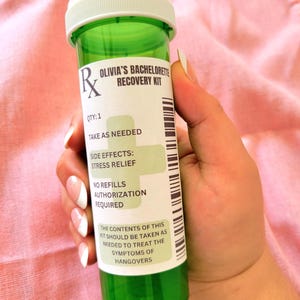 Rx
OLIVIA'S BACHELORETTE
RECOVERY KIT
QTY: 1
TAKE AS NEEDED
SIDE EFFECTS:
STRESS RELIEF
NO REFILLS
AUTHORIZATION
REQUIRED
THE CONTENTS OF THIS
KIT SHOULD BE TAKEN AS
NEEDED TO TREAT THE
SYMPTOMS OF
HANGOVERS